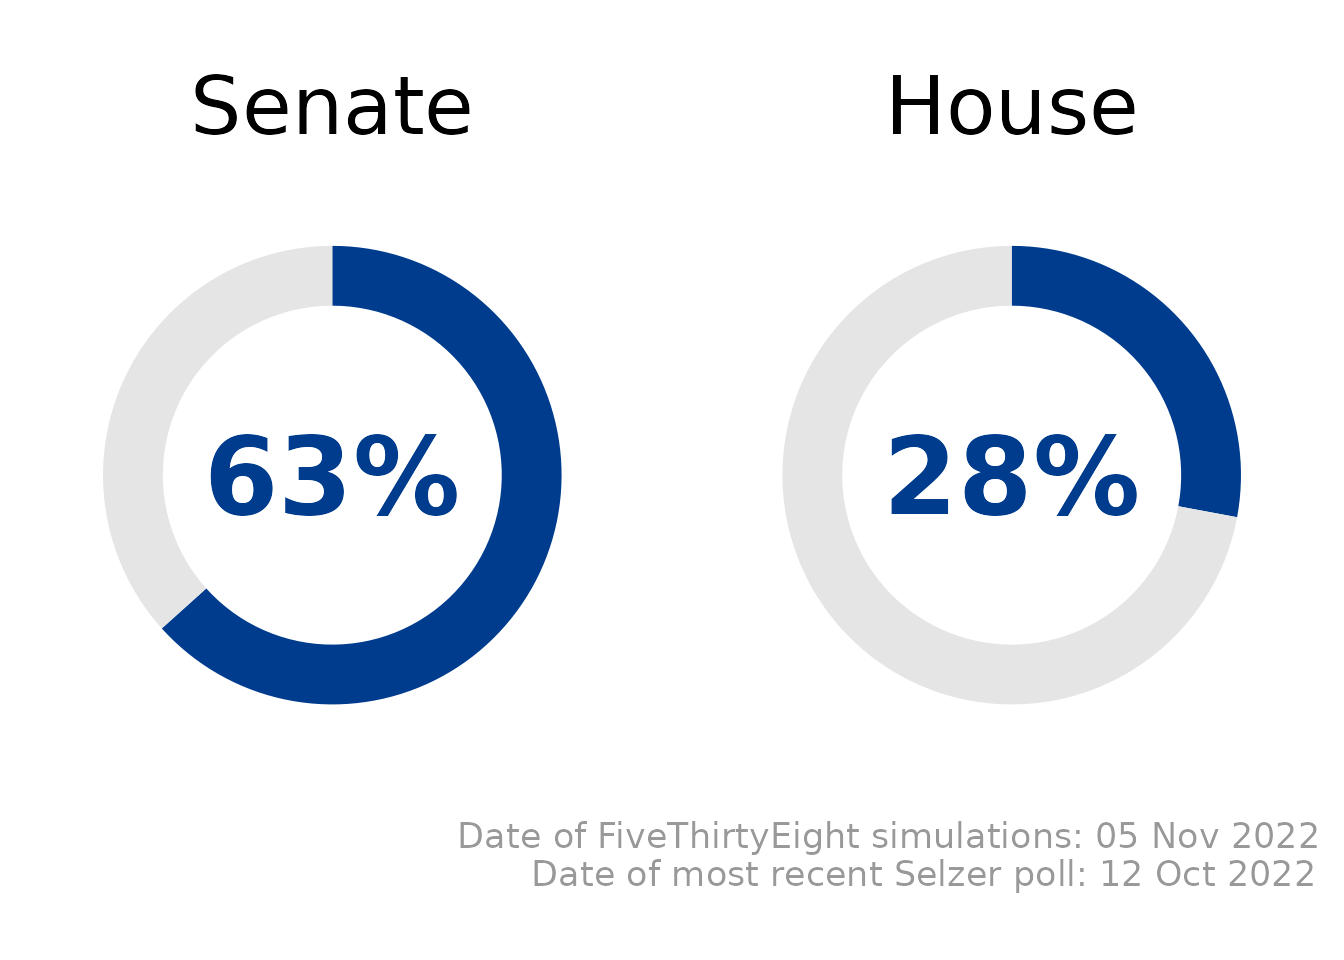 Senate
House
63%
28%
Date of FiveThirtyEight simulations: 05 Nov 2022
Date of most recent Selzer poll: 12 Oct 2022